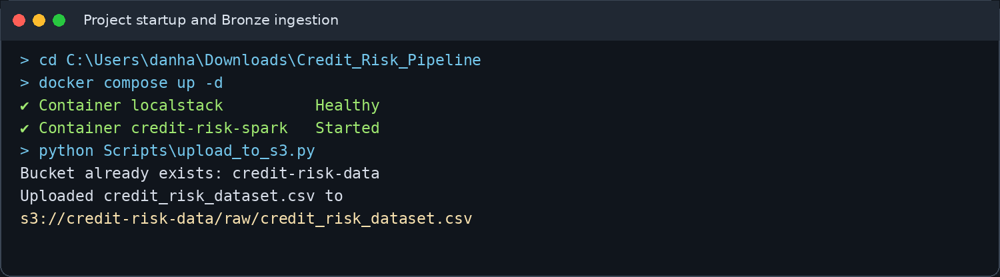 Project startup and Bronze ingestion
> cd C:\Users\danha\Downloads\Credit_Risk_Pipeline
> docker compose up -d
✔ Container localstack          Healthy
✔ Container credit-risk-spark   Started
> python Scripts\upload_to_s3.py
Bucket already exists: credit-risk-data
Uploaded credit_risk_dataset.csv to
s3://credit-risk-data/raw/credit_risk_dataset.csv